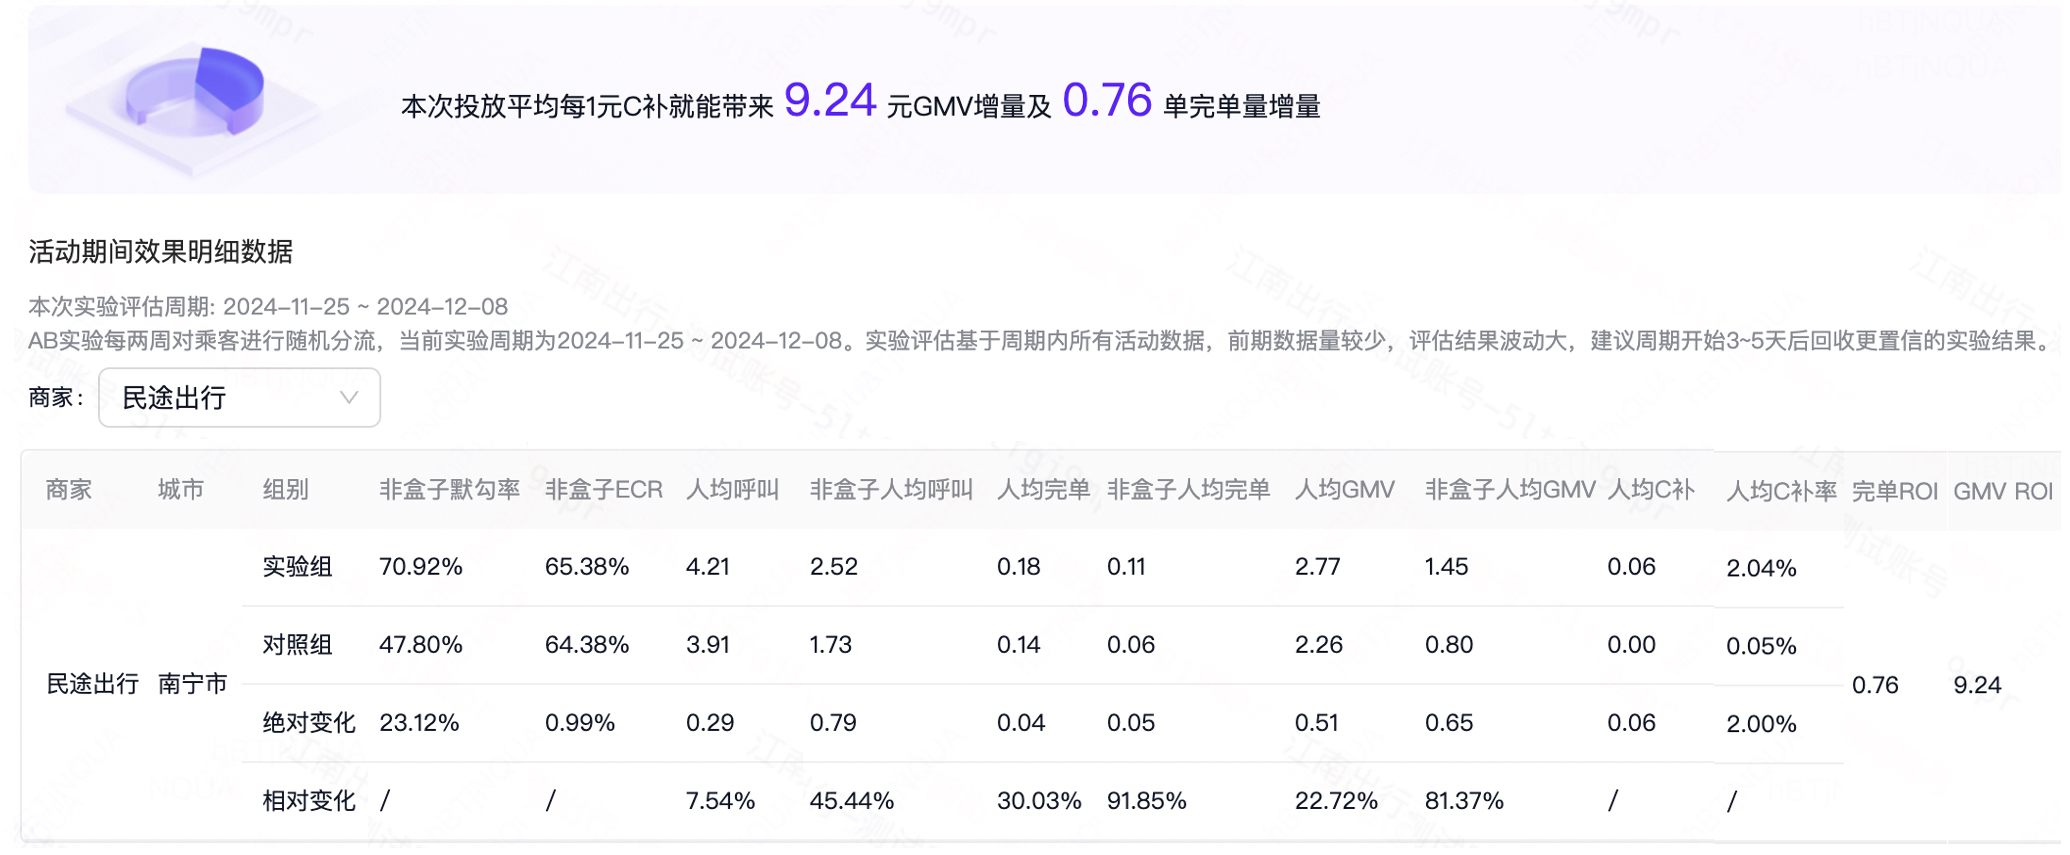 本次投放平均每1元C补就能带来 9.24 元GMV增量及 0.76 单完单量增量
活动期间效果明细数据
本次实验评估周期: 2024-11-25 ~ 2024-12-08
AB实验每两周对乘客进行随机分流，当前实验周期为2024-11-25 ~ 2024-12-08。实验评估基于周期内所有活动数据，前期数据量较少，评估结果波动大，建议周期开始3~5天后回收更置信的实验结果。
商家: 民途出行
商家 城市 组别 非盒子默勾率 非盒子ECR 人均呼叫 非盒子人均呼叫 人均完单 非盒子人均完单 人均GMV 非盒子人均GMV 人均C补 人均C补率 完单ROI GMV ROI
实验组 70.92% 65.38% 4.21 2.52 0.18 0.11 2.77 1.45 0.06 2.04%
对照组 47.80% 64.38% 3.91 1.73 0.14 0.06 2.26 0.80 0.00 0.05%
民途出行 南宁市 0.76 9.24
绝对变化 23.12% 0.99% 0.29 0.79 0.04 0.05 0.51 0.65 0.06 2.00%
相对变化 / / 7.54% 45.44% 30.03% 91.85% 22.72% 81.37% / /